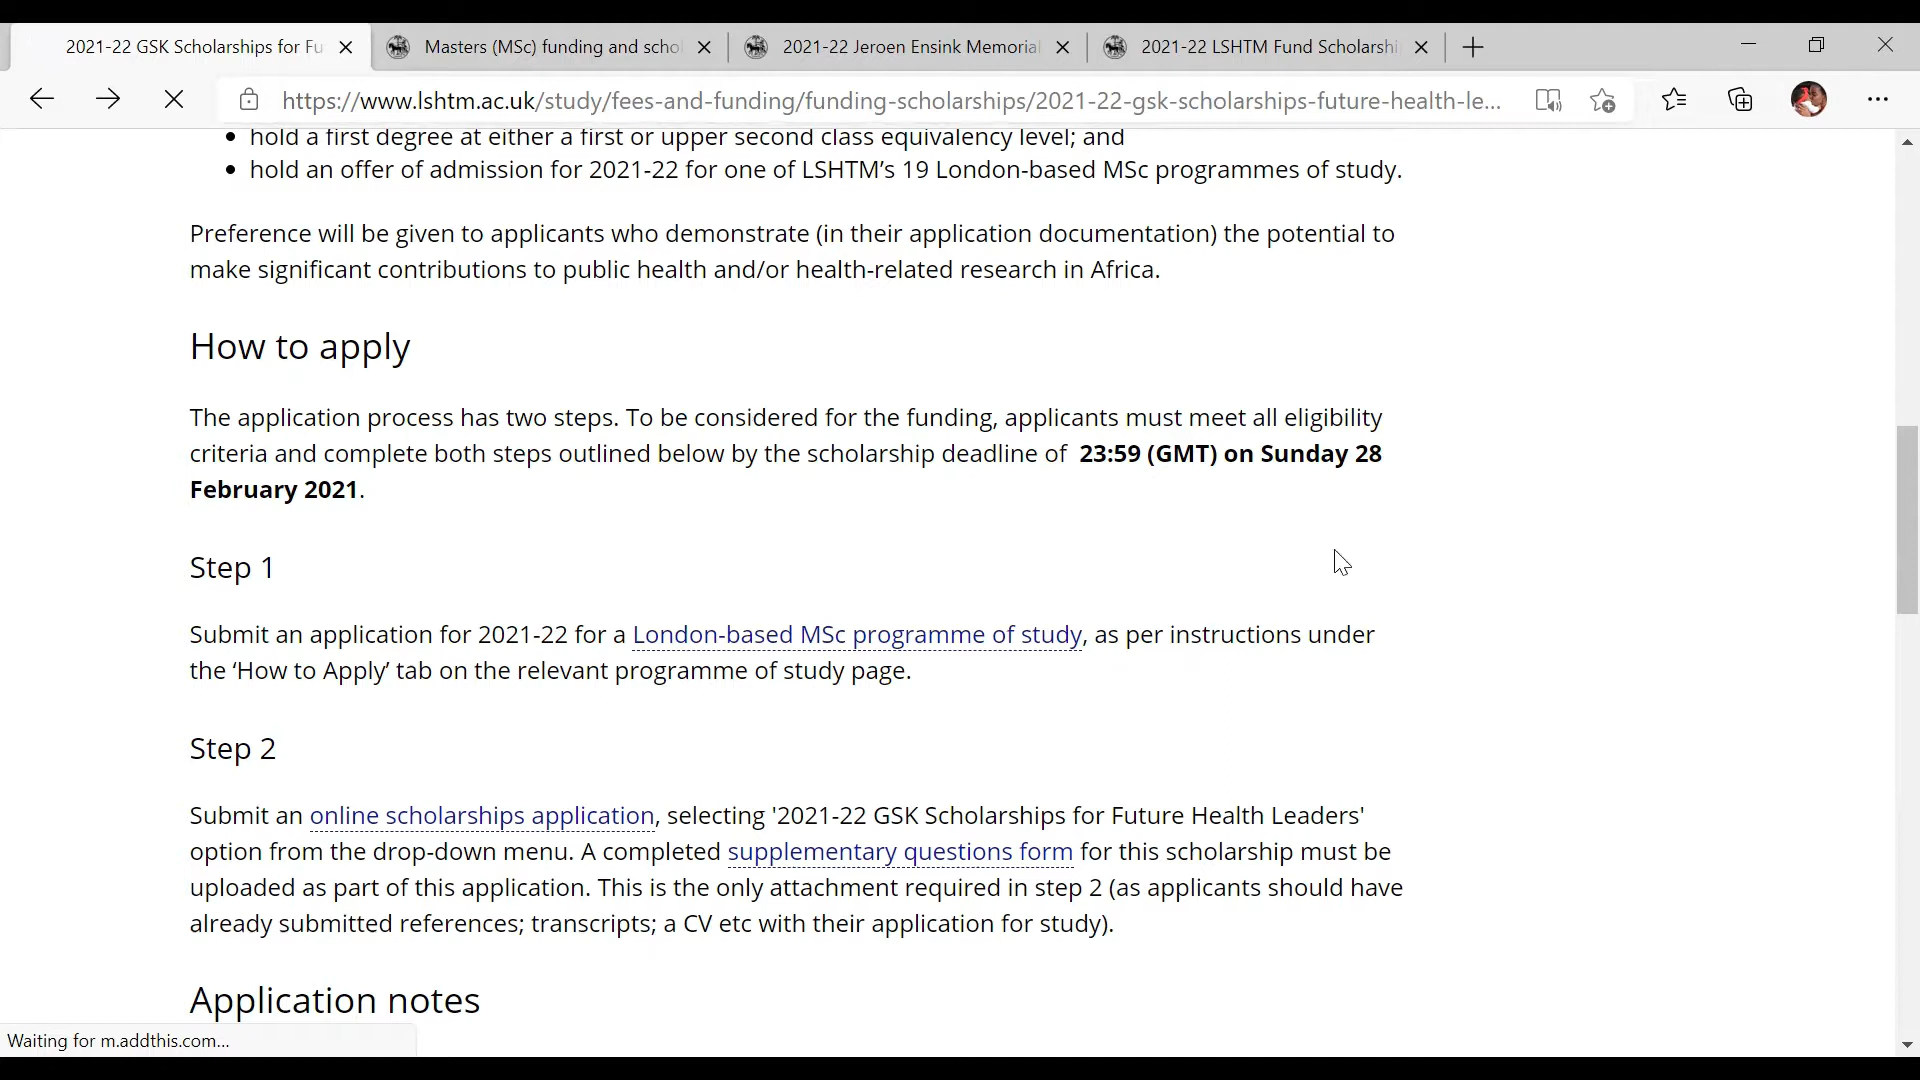 2021-22 GSK Scholarships for Fu
Masters (MSc) funding and scho
2021-22 Jeroen Ensink Memorial
2021-22 LSHTM Fund Scholarshi
https://www.lshtm.ac.uk/study/fees-and-funding/funding-scholarships/2021-22-gsk-scholarships-future-health-le...
• hold a first degree at either a first or upper second class equivalency level; and
• hold an offer of admission for 2021-22 for one of LSHTM’s 19 London-based MSc programmes of study.
Preference will be given to applicants who demonstrate (in their application documentation) the potential to
make significant contributions to public health and/or health-related research in Africa.
How to apply
The application process has two steps. To be considered for the funding, applicants must meet all eligibility
criteria and complete both steps outlined below by the scholarship deadline of 23:59 (GMT) on Sunday 28
February 2021.
Step 1
Submit an application for 2021-22 for a London-based MSc programme of study, as per instructions under
the ‘How to Apply’ tab on the relevant programme of study page.
Step 2
Submit an online scholarships application, selecting '2021-22 GSK Scholarships for Future Health Leaders'
option from the drop-down menu. A completed supplementary questions form for this scholarship must be
uploaded as part of this application. This is the only attachment required in step 2 (as applicants should have
already submitted references; transcripts; a CV etc with their application for study).
Application notes
Waiting for m.addthis.com...